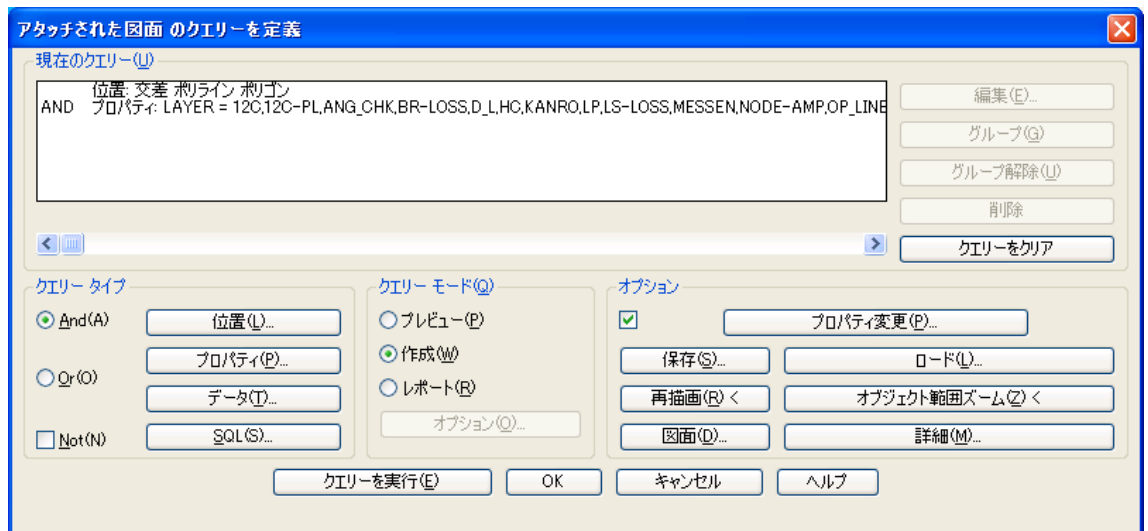 アタッチされた図面 のクエリーを定義
現在のクエリー(U)
位置: 交差 ポリライン ポリゴン
AND プロパティ: LAYER = 12C,12C-PL,ANG_CHK,BR-LOSS,D_L,HC,KANRO,LP,LS-LOSS,MESSEN,NODE-AMP,OP_LINE
編集(E)...
グループ(G)
グループ解除(U)
削除
クエリーをクリア
クエリー タイプ
And(A)
位置(L)...
プロパティ(P)...
Or(O)
データ(T)...
Not(N)
SQL(S)...
クエリー モード(Q)
プレビュー(P)
作成(W)
レポート(R)
オプション(O)...
オプション
プロパティ変更(P)...
保存(S)...
ロード(L)...
再描画(R) <
オブジェクト範囲ズーム(Z) <
図面(D)...
詳細(M)...
クエリーを実行(E)
OK
キャンセル
ヘルプ